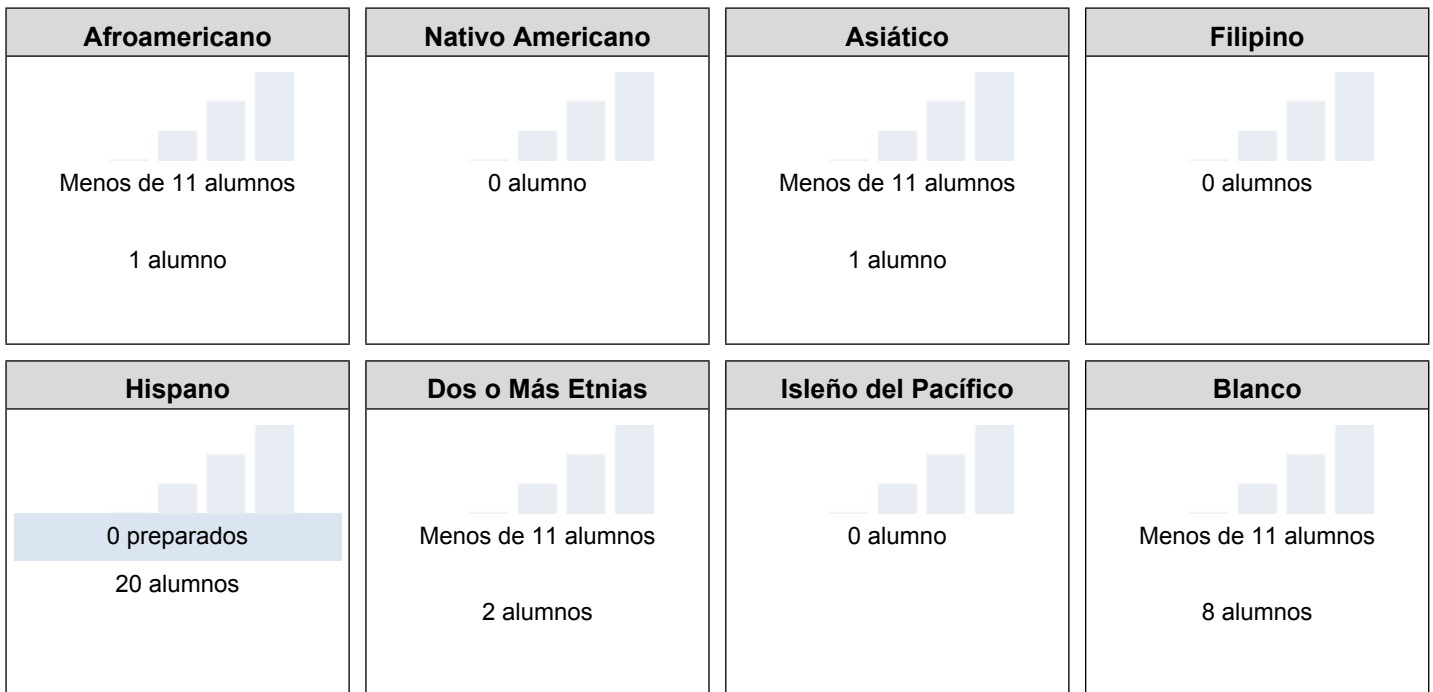 Afroamericano
Nativo Americano
Asiático
Filipino
Menos de 11 alumnos
0 alumno
Menos de 11 alumnos
0 alumnos
1 alumno
1 alumno
Hispano
Dos o Más Etnias
Isleño del Pacífico
Blanco
0 preparados
Menos de 11 alumnos
0 alumno
Menos de 11 alumnos
20 alumnos
2 alumnos
8 alumnos